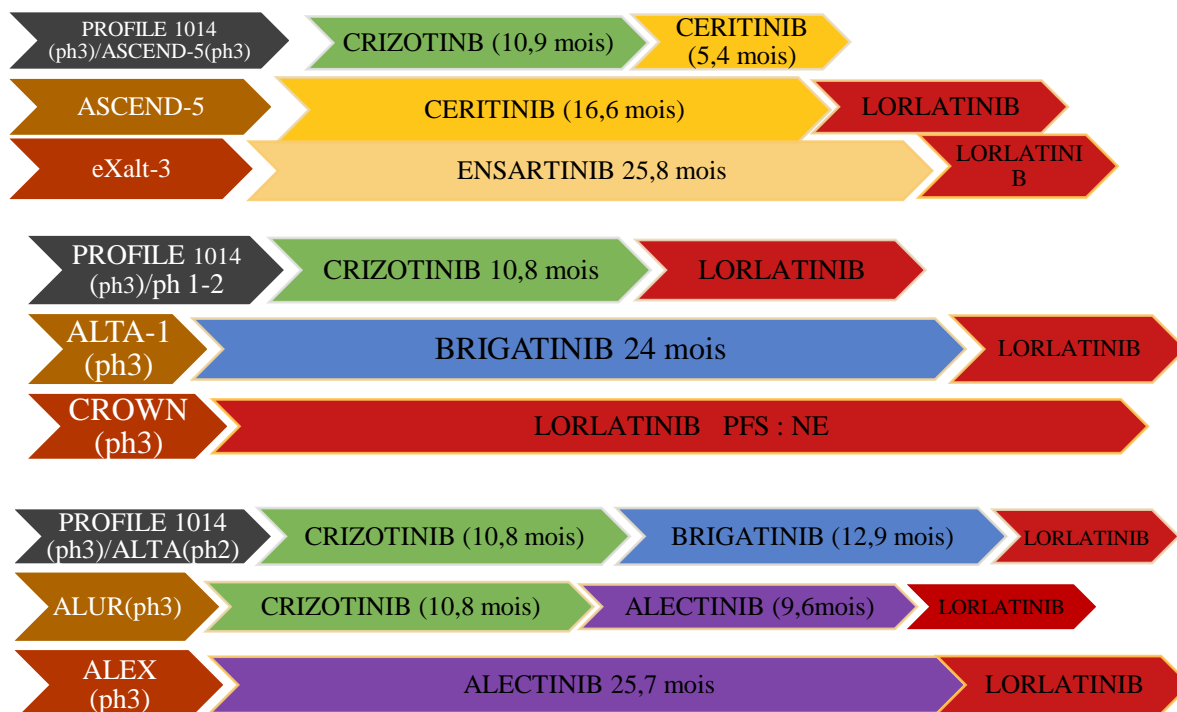 PROFILE 1014
(ph3)/ASCEND-5(ph3)
CRIZOTINB (10,9 mois)
CERITINIB
(5,4 mois)
ASCEND-5
CERITINIB (16,6 mois)
LORLATINIB
eXalt-3
ENSARTINIB 25,8 mois
LORLATINI
B
PROFILE 1014
(ph3)/ph 1-2
CRIZOTINIB 10,8 mois
LORLATINIB
ALTA-1
(ph3)
BRIGATINIB 24 mois
LORLATINIB
CROWN
(ph3)
LORLATINIB PFS : NE
PROFILE 1014
(ph3)/ALTA(ph2)
CRIZOTINIB (10,8 mois)
BRIGATINIB (12,9 mois)
LORLATINIB
ALUR(ph3)
CRIZOTINIB (10,8 mois)
ALECTINIB (9,6mois)
LORLATINIB
ALEX
(ph3)
ALECTINIB 25,7 mois
LORLATINIB